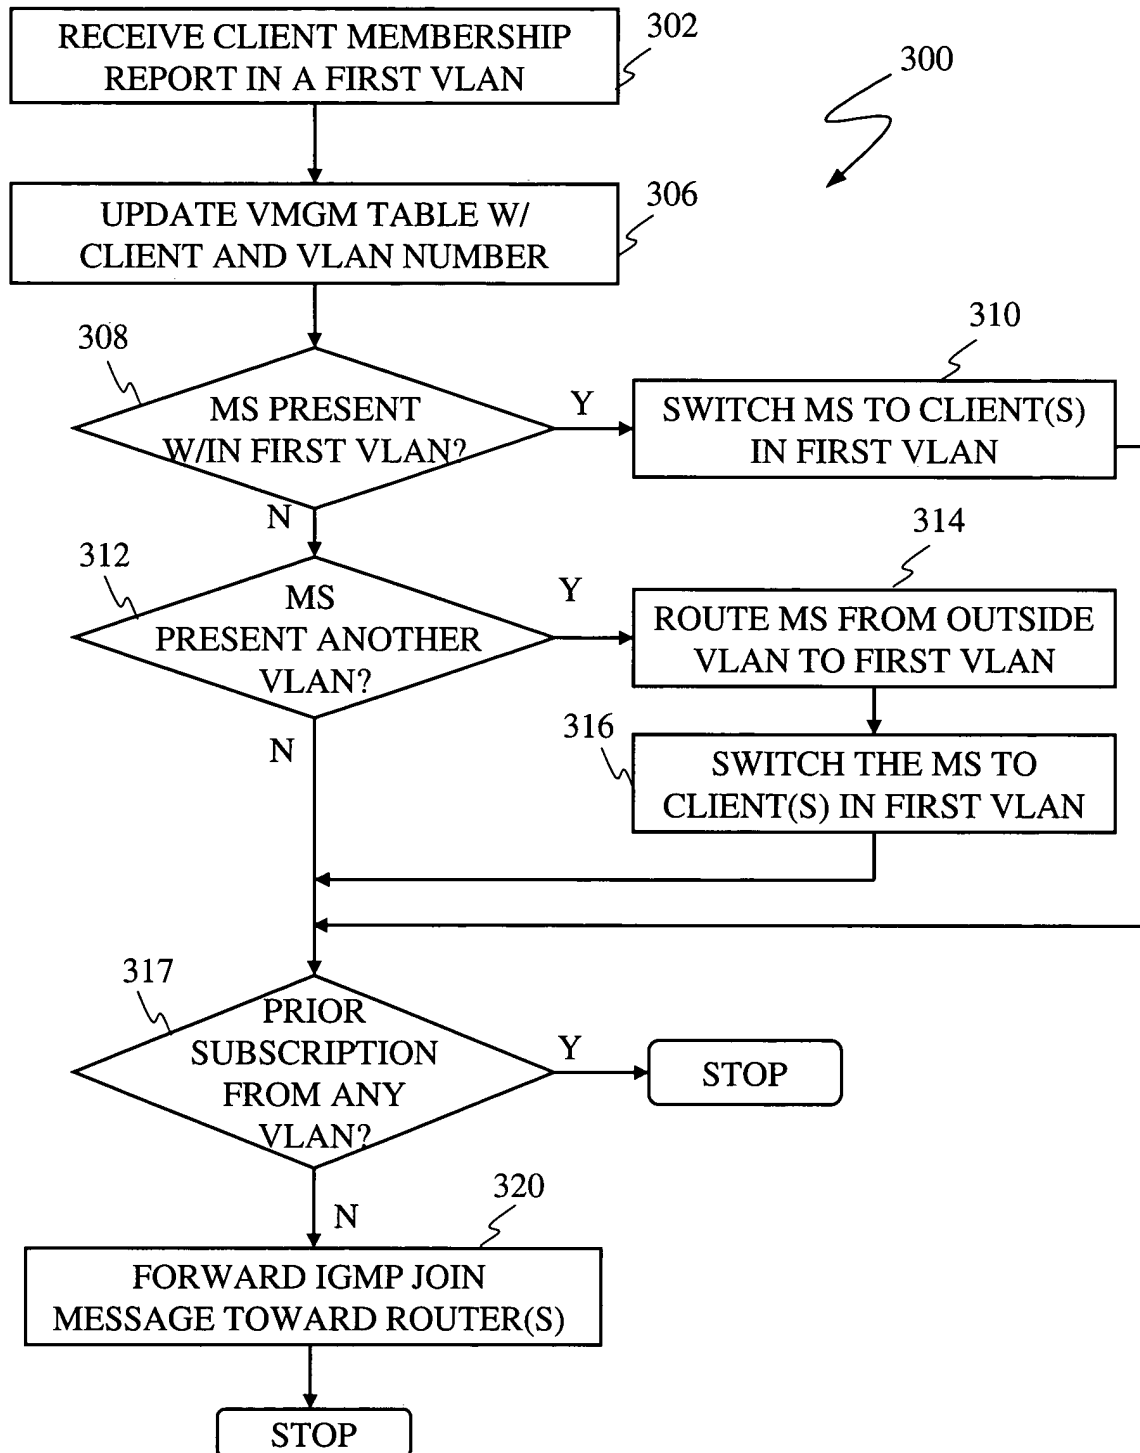 RECEIVE CLIENT MEMBERSHIP
REPORT IN A FIRST VLAN
302
300
UPDATE VMGM TABLE W/
CLIENT AND VLAN NUMBER
306
308
MS PRESENT
W/IN FIRST VLAN?
Y
N
310
SWITCH MS TO CLIENT(S)
IN FIRST VLAN
312
MS
PRESENT ANOTHER
VLAN?
Y
N
314
ROUTE MS FROM OUTSIDE
VLAN TO FIRST VLAN
316
SWITCH THE MS TO
CLIENT(S) IN FIRST VLAN
317
PRIOR
SUBSCRIPTION
FROM ANY
VLAN?
Y
STOP
N
320
FORWARD IGMP JOIN
MESSAGE TOWARD ROUTER(S)
STOP